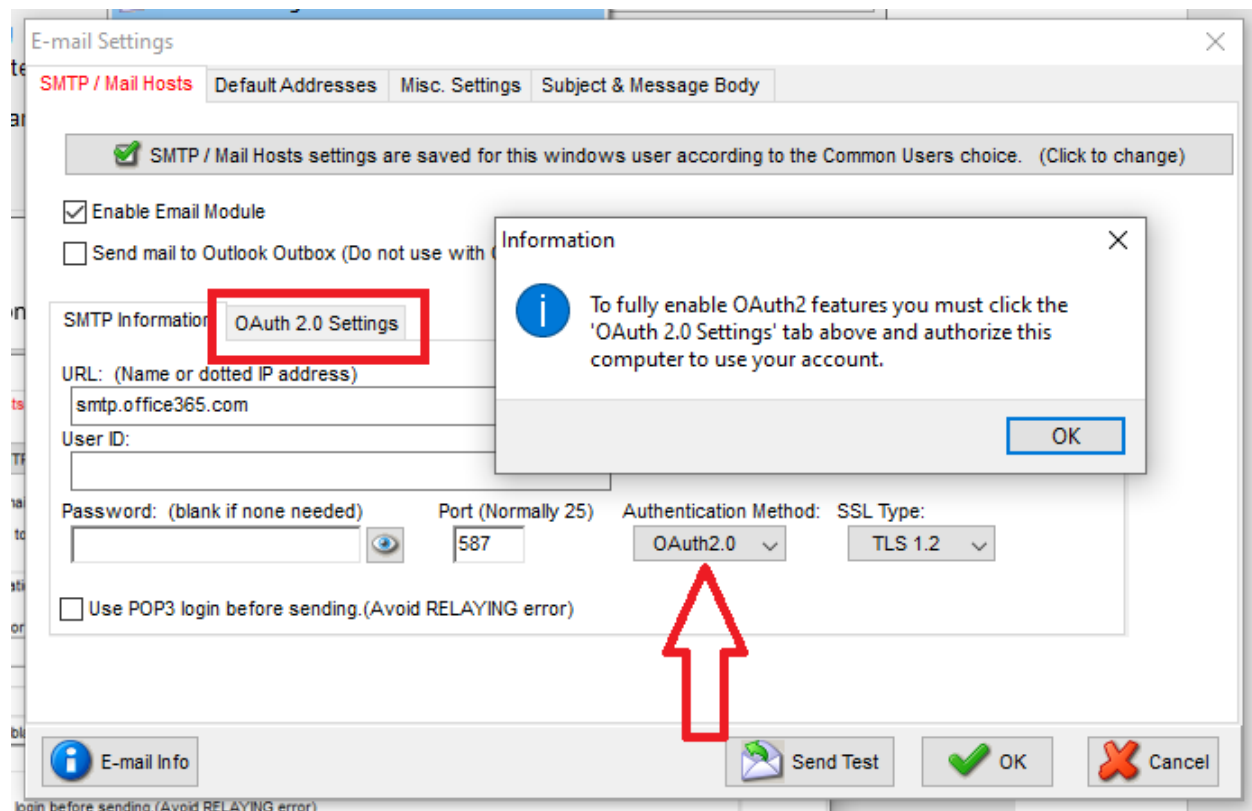 E-mail Settings
SMTP / Mail Hosts Default Addresses Misc. Settings Subject & Message Body
SMTP / Mail Hosts settings are saved for this windows user according to the Common Users choice. (Click to change)
Enable Email Module
Send mail to Outlook Outbox (Do not use with
Information
To fully enable OAuth2 features you must click the
'OAuth 2.0 Settings' tab above and authorize this
computer to use your account.
OK
SMTP Information OAuth 2.0 Settings
URL: (Name or dotted IP address)
smtp.office365.com
User ID:
Password: (blank if none needed) Port (Normally 25) Authentication Method: SSL Type:
587 OAuth2.0 TLS 1.2
Use POP3 login before sending.(Avoid RELAYING error)
E-mail Info Send Test OK Cancel
login before sending.(Avoid RELAYING error)